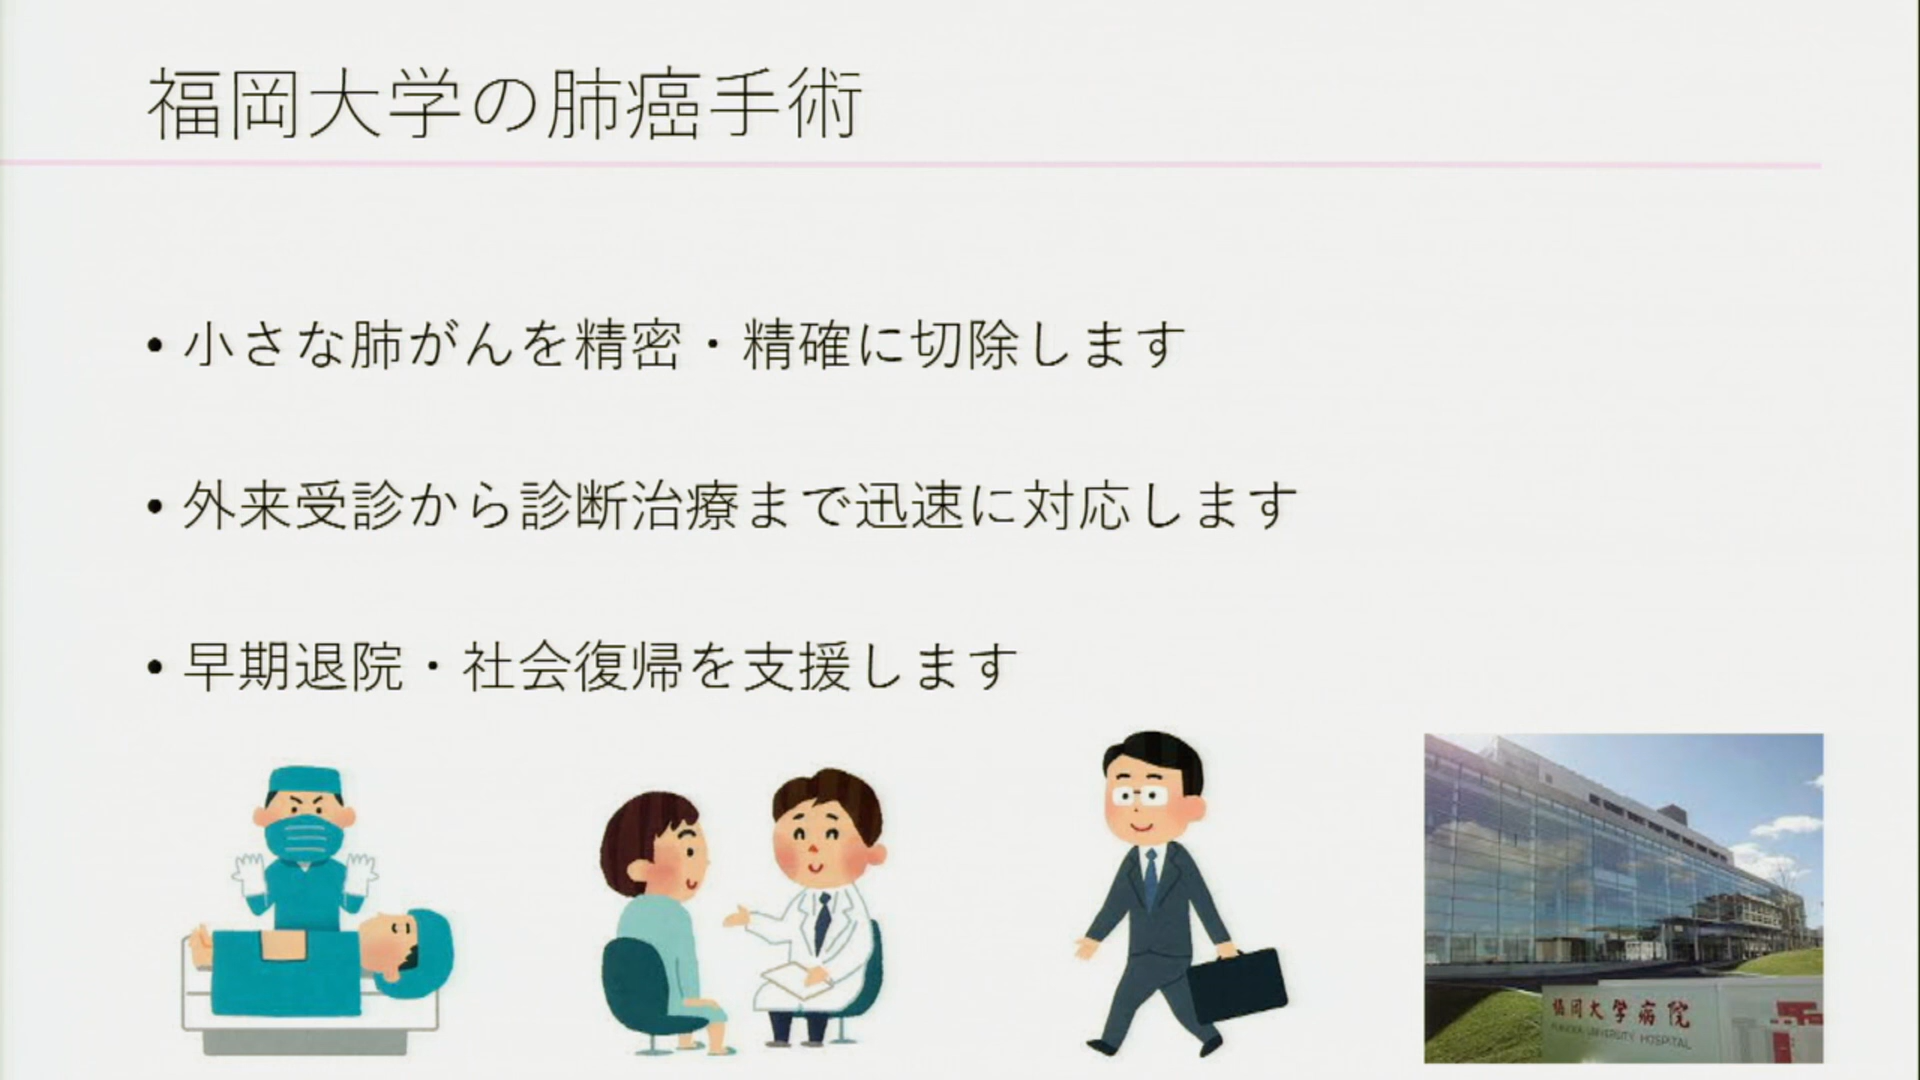 福岡大学の肺癌手術
• 小さな肺がんを精密・精確に切除します
• 外来受診から診断治療まで迅速に対応します
• 早期退院・社会復帰を支援します
福岡大学病院
FUKUOKA UNIVERSITY HOSPITAL